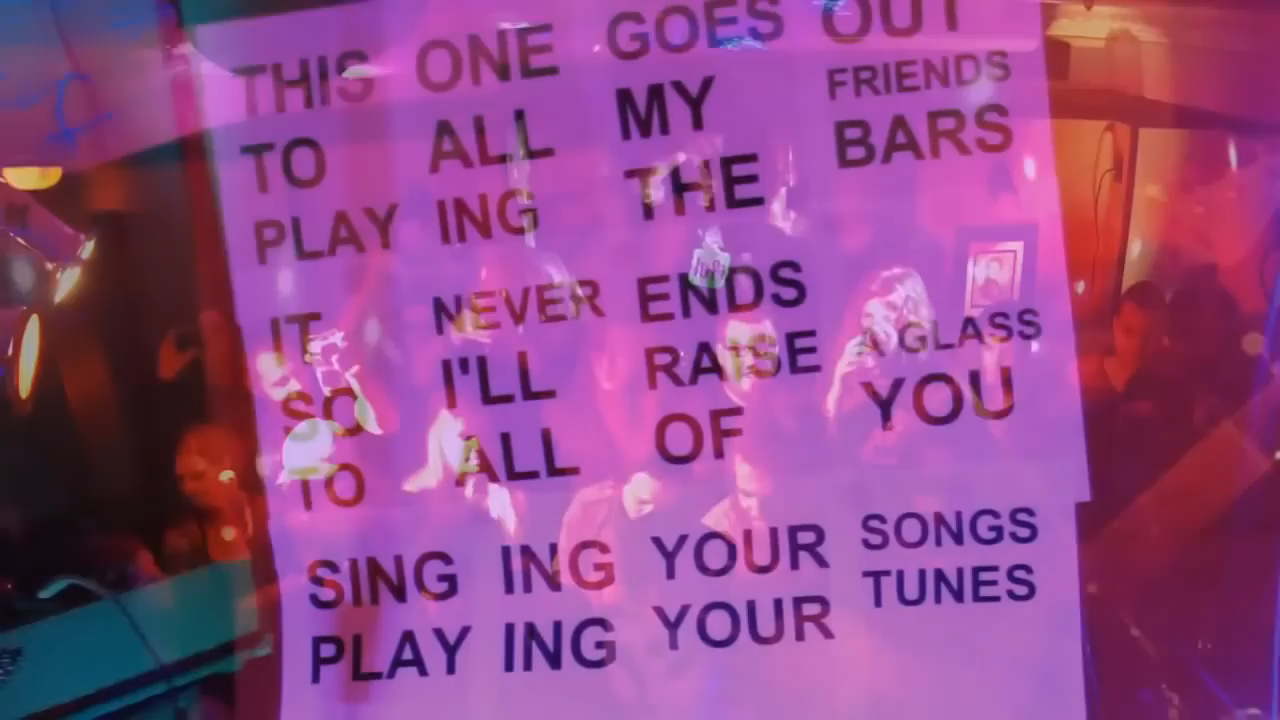 THIS ONE GOES OUT
TO ALL MY FRIENDS
PLAY ING THE BARS
IT NEVER ENDS
SO I'LL RAISE A GLASS
TO ALL OF YOU
SING ING YOUR SONGS
PLAY ING YOUR TUNES